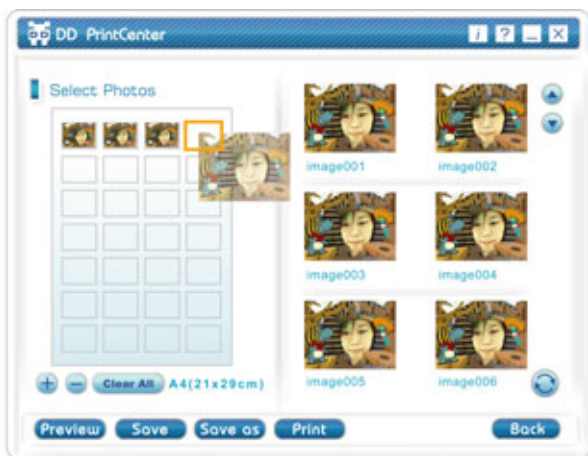 DD PrintCenter
i ?
Select Photos
image001 image002
image003 image004
image005 image006
+ − Clear All A4(21x29cm)
Preview Save Save as Print Back